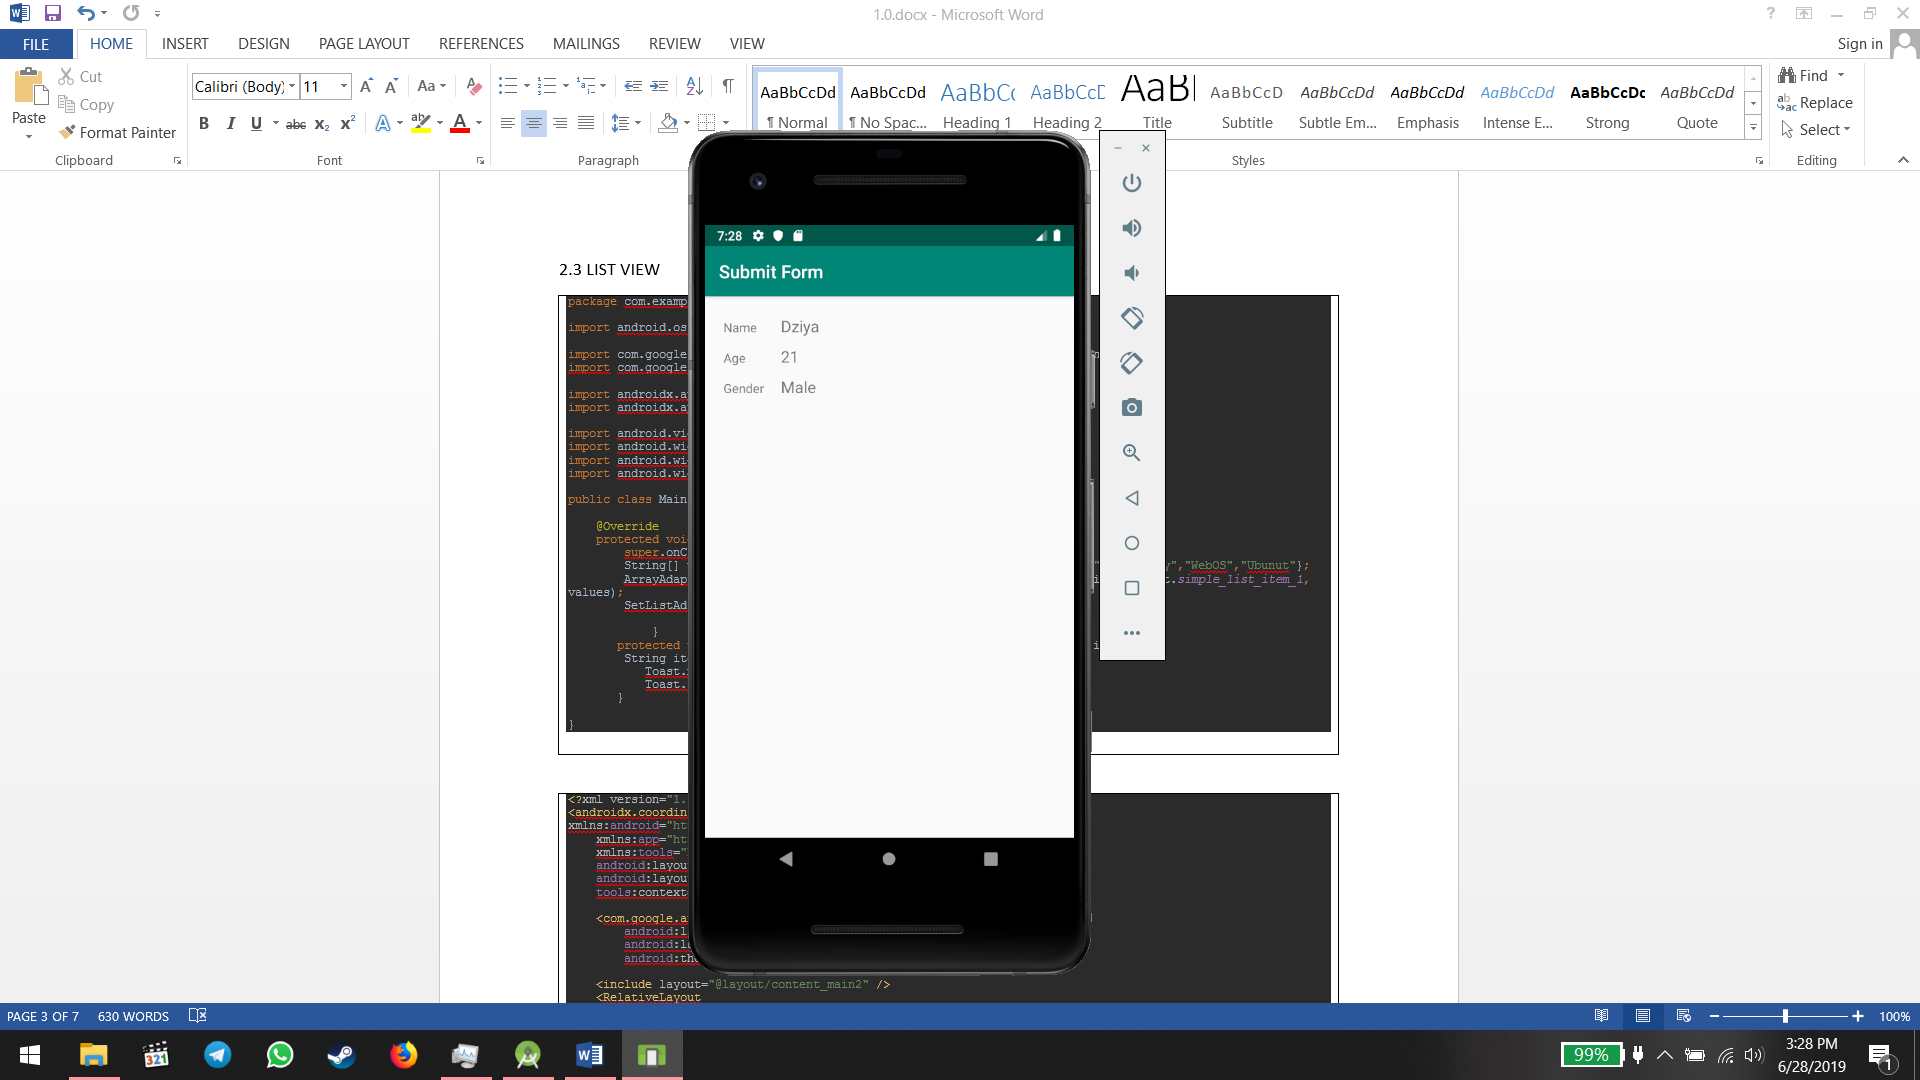 1.0.docx - Microsoft Word
FILE HOME INSERT DESIGN PAGE LAYOUT REFERENCES MAILINGS REVIEW VIEW Sign in
Paste
Cut
Copy
Format Painter
Clipboard
Calibri (Body) 11
Font
Paragraph
AaBbCcDd AaBbCcDd AaBbC AaBbCcD AaBb AaBbCcD AaBbCcDd AaBbCcDd AaBbCcDd AaBbCcDc AaBbCcDd
¶ Normal ¶ No Spac... Heading 1 Heading 2 Title Subtitle Subtle Em... Emphasis Intense E... Strong Quote
Styles
Find
Replace
Select
Editing
2.3 LIST VIEW
package com.examp
import android.os
import com.google
import com.google
import androidx.a
import androidx.a
import android.vi
import android.wi
import android.wi
import android.wi
public class Main
@Override
protected voi
super.onC
String[] ","WebOS","Ubunut"};
ArrayAdap .simple_list_item_1,
values);
SetListAd
}
protected
String ite
Toast.
Toast.
}
}
<?xml version="1.
<androidx.coordin
xmlns:android="ht
xmlns:app="ht
xmlns:tools="
android:layou
android:layou
tools:context
<com.google.a
android:l
android:la
android:the
<include layout="@layout/content_main2" />
<RelativeLayout
7:28
Submit Form
Name Dziya
Age 21
Gender Male
PAGE 3 OF 7 630 WORDS 100%
321
99%
3:28 PM
6/28/2019
1